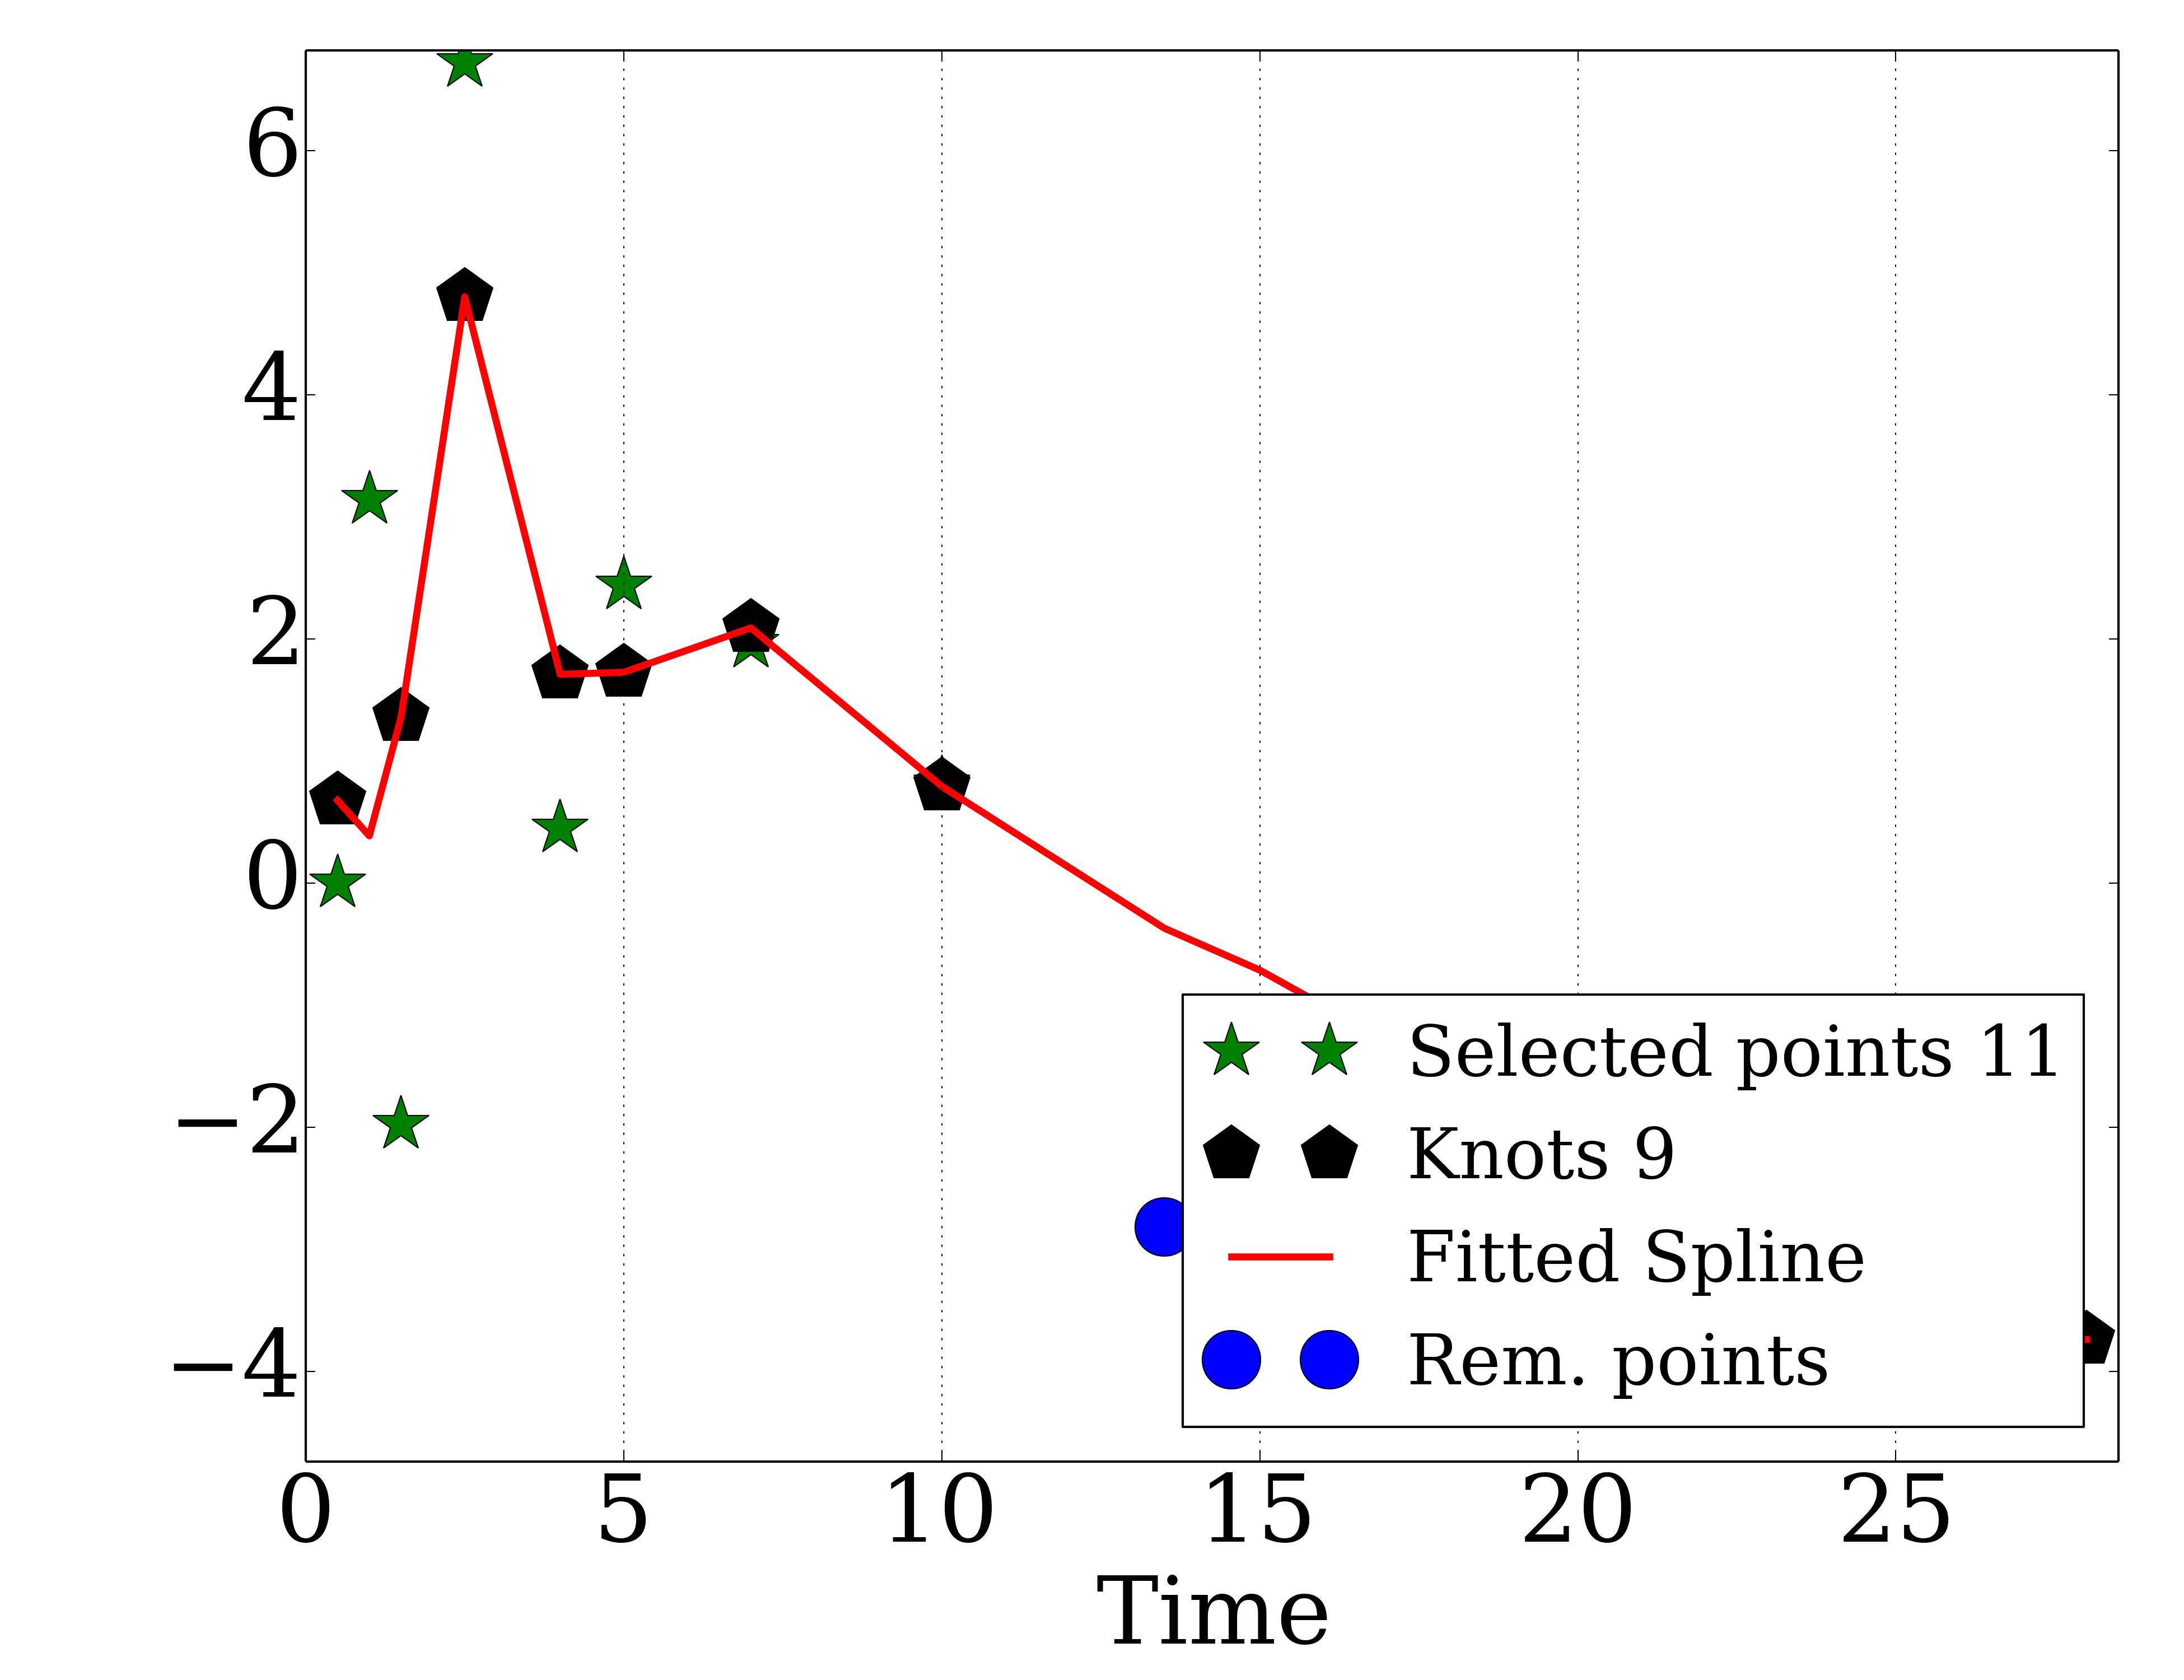 6
4
2
0
−2
−4
Selected points 11
Knots 9
Fitted Spline
Rem. points
0 5 10 15 20 25
Time